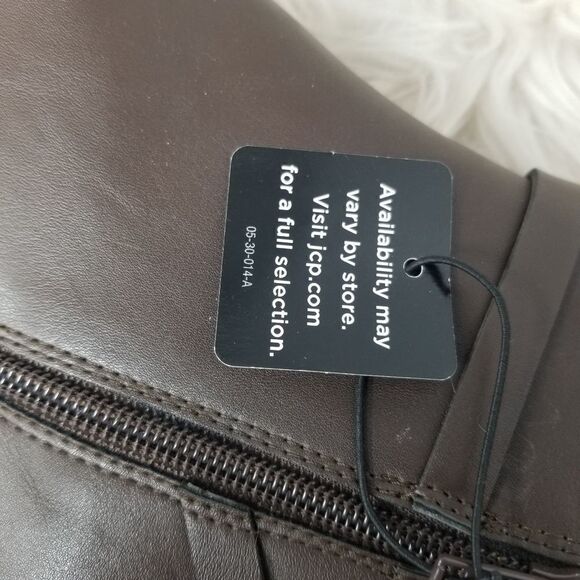 Availability may
vary by store.
Visit jcp.com
for a full selection.
05-30-014-A